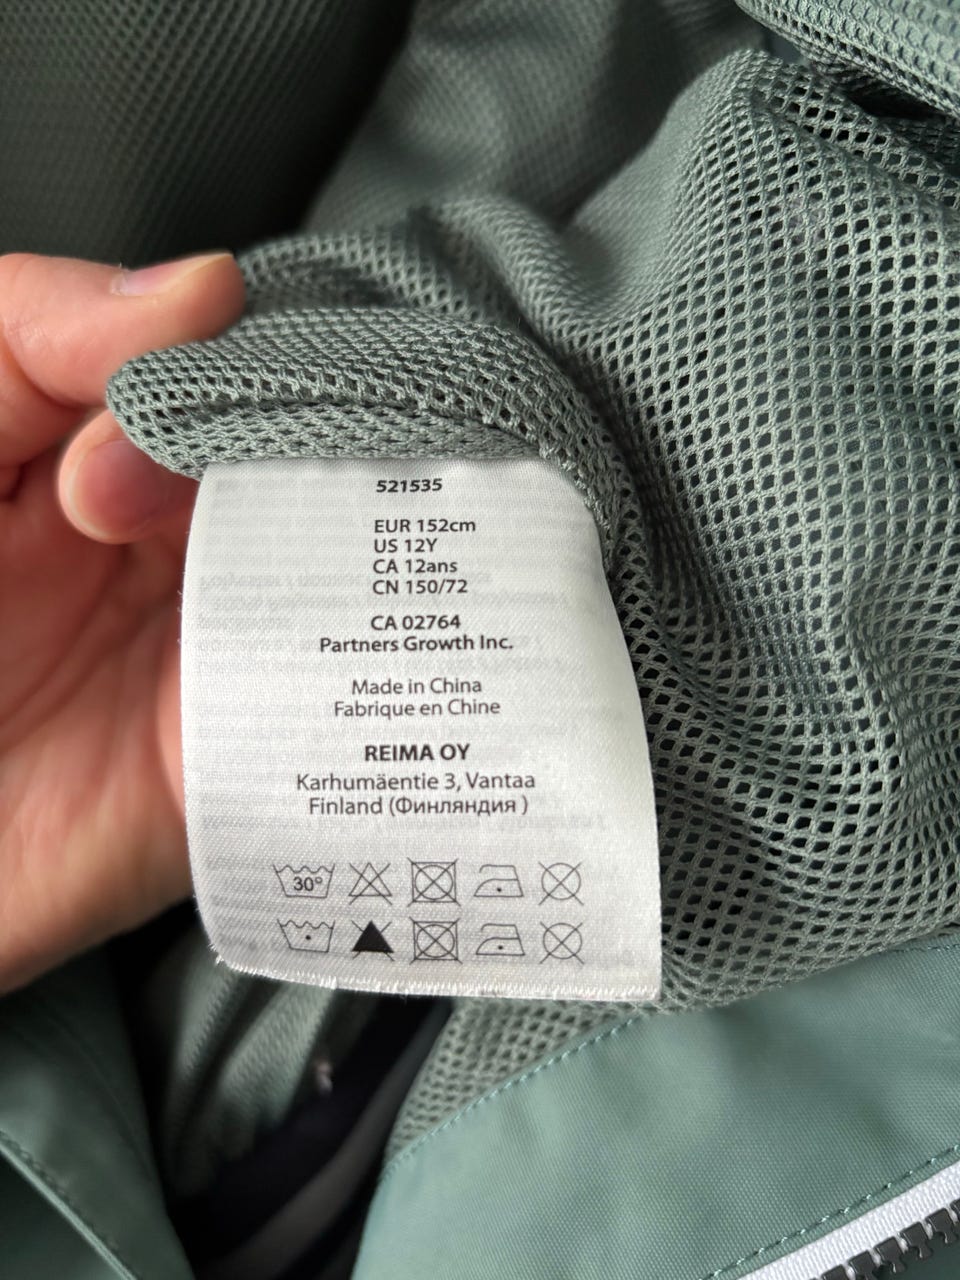 521535
EUR 152cm
US 12Y
CA 12ans
CN 150/72
CA 02764
Partners Growth Inc.
Made in China
Fabrique en Chine
REIMA OY
Karhumäentie 3, Vantaa
Finland (Финляндия )
30°